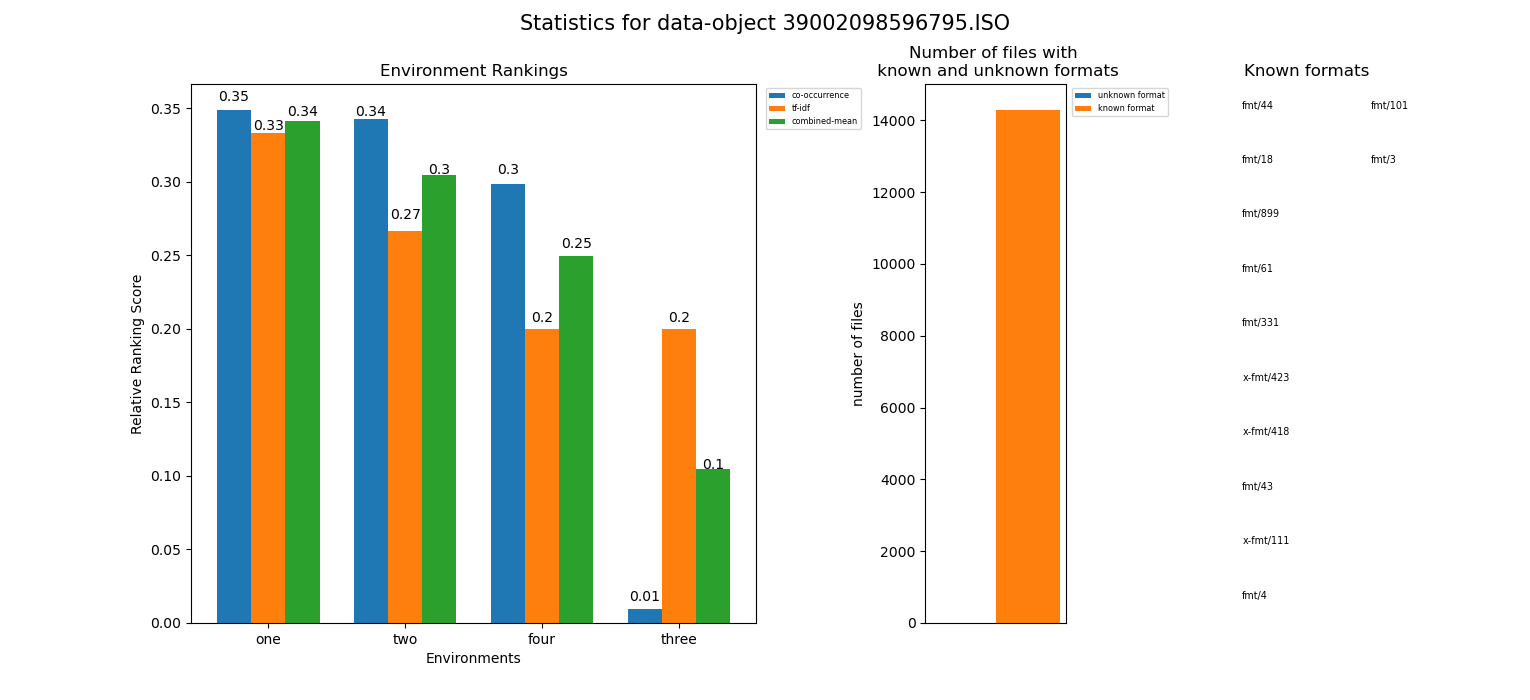 Statistics for data-object 39002098596795.ISO
Environment Rankings
0.35
0.30
0.25
0.20
0.15
0.10
0.05
0.00
Relative Ranking Score
0.35
0.33
0.34
0.34
0.27
0.3
0.3
0.2
0.25
0.01
0.2
0.1
one two four three
Environments
co-occurrence
tf-idf
combined-mean
Number of files with
known and unknown formats
14000
12000
10000
8000
6000
4000
2000
0
number of files
unknown format
known format
Known formats
fmt/44 fmt/101
fmt/18 fmt/3
fmt/899
fmt/61
fmt/331
x-fmt/423
x-fmt/418
fmt/43
x-fmt/111
fmt/4